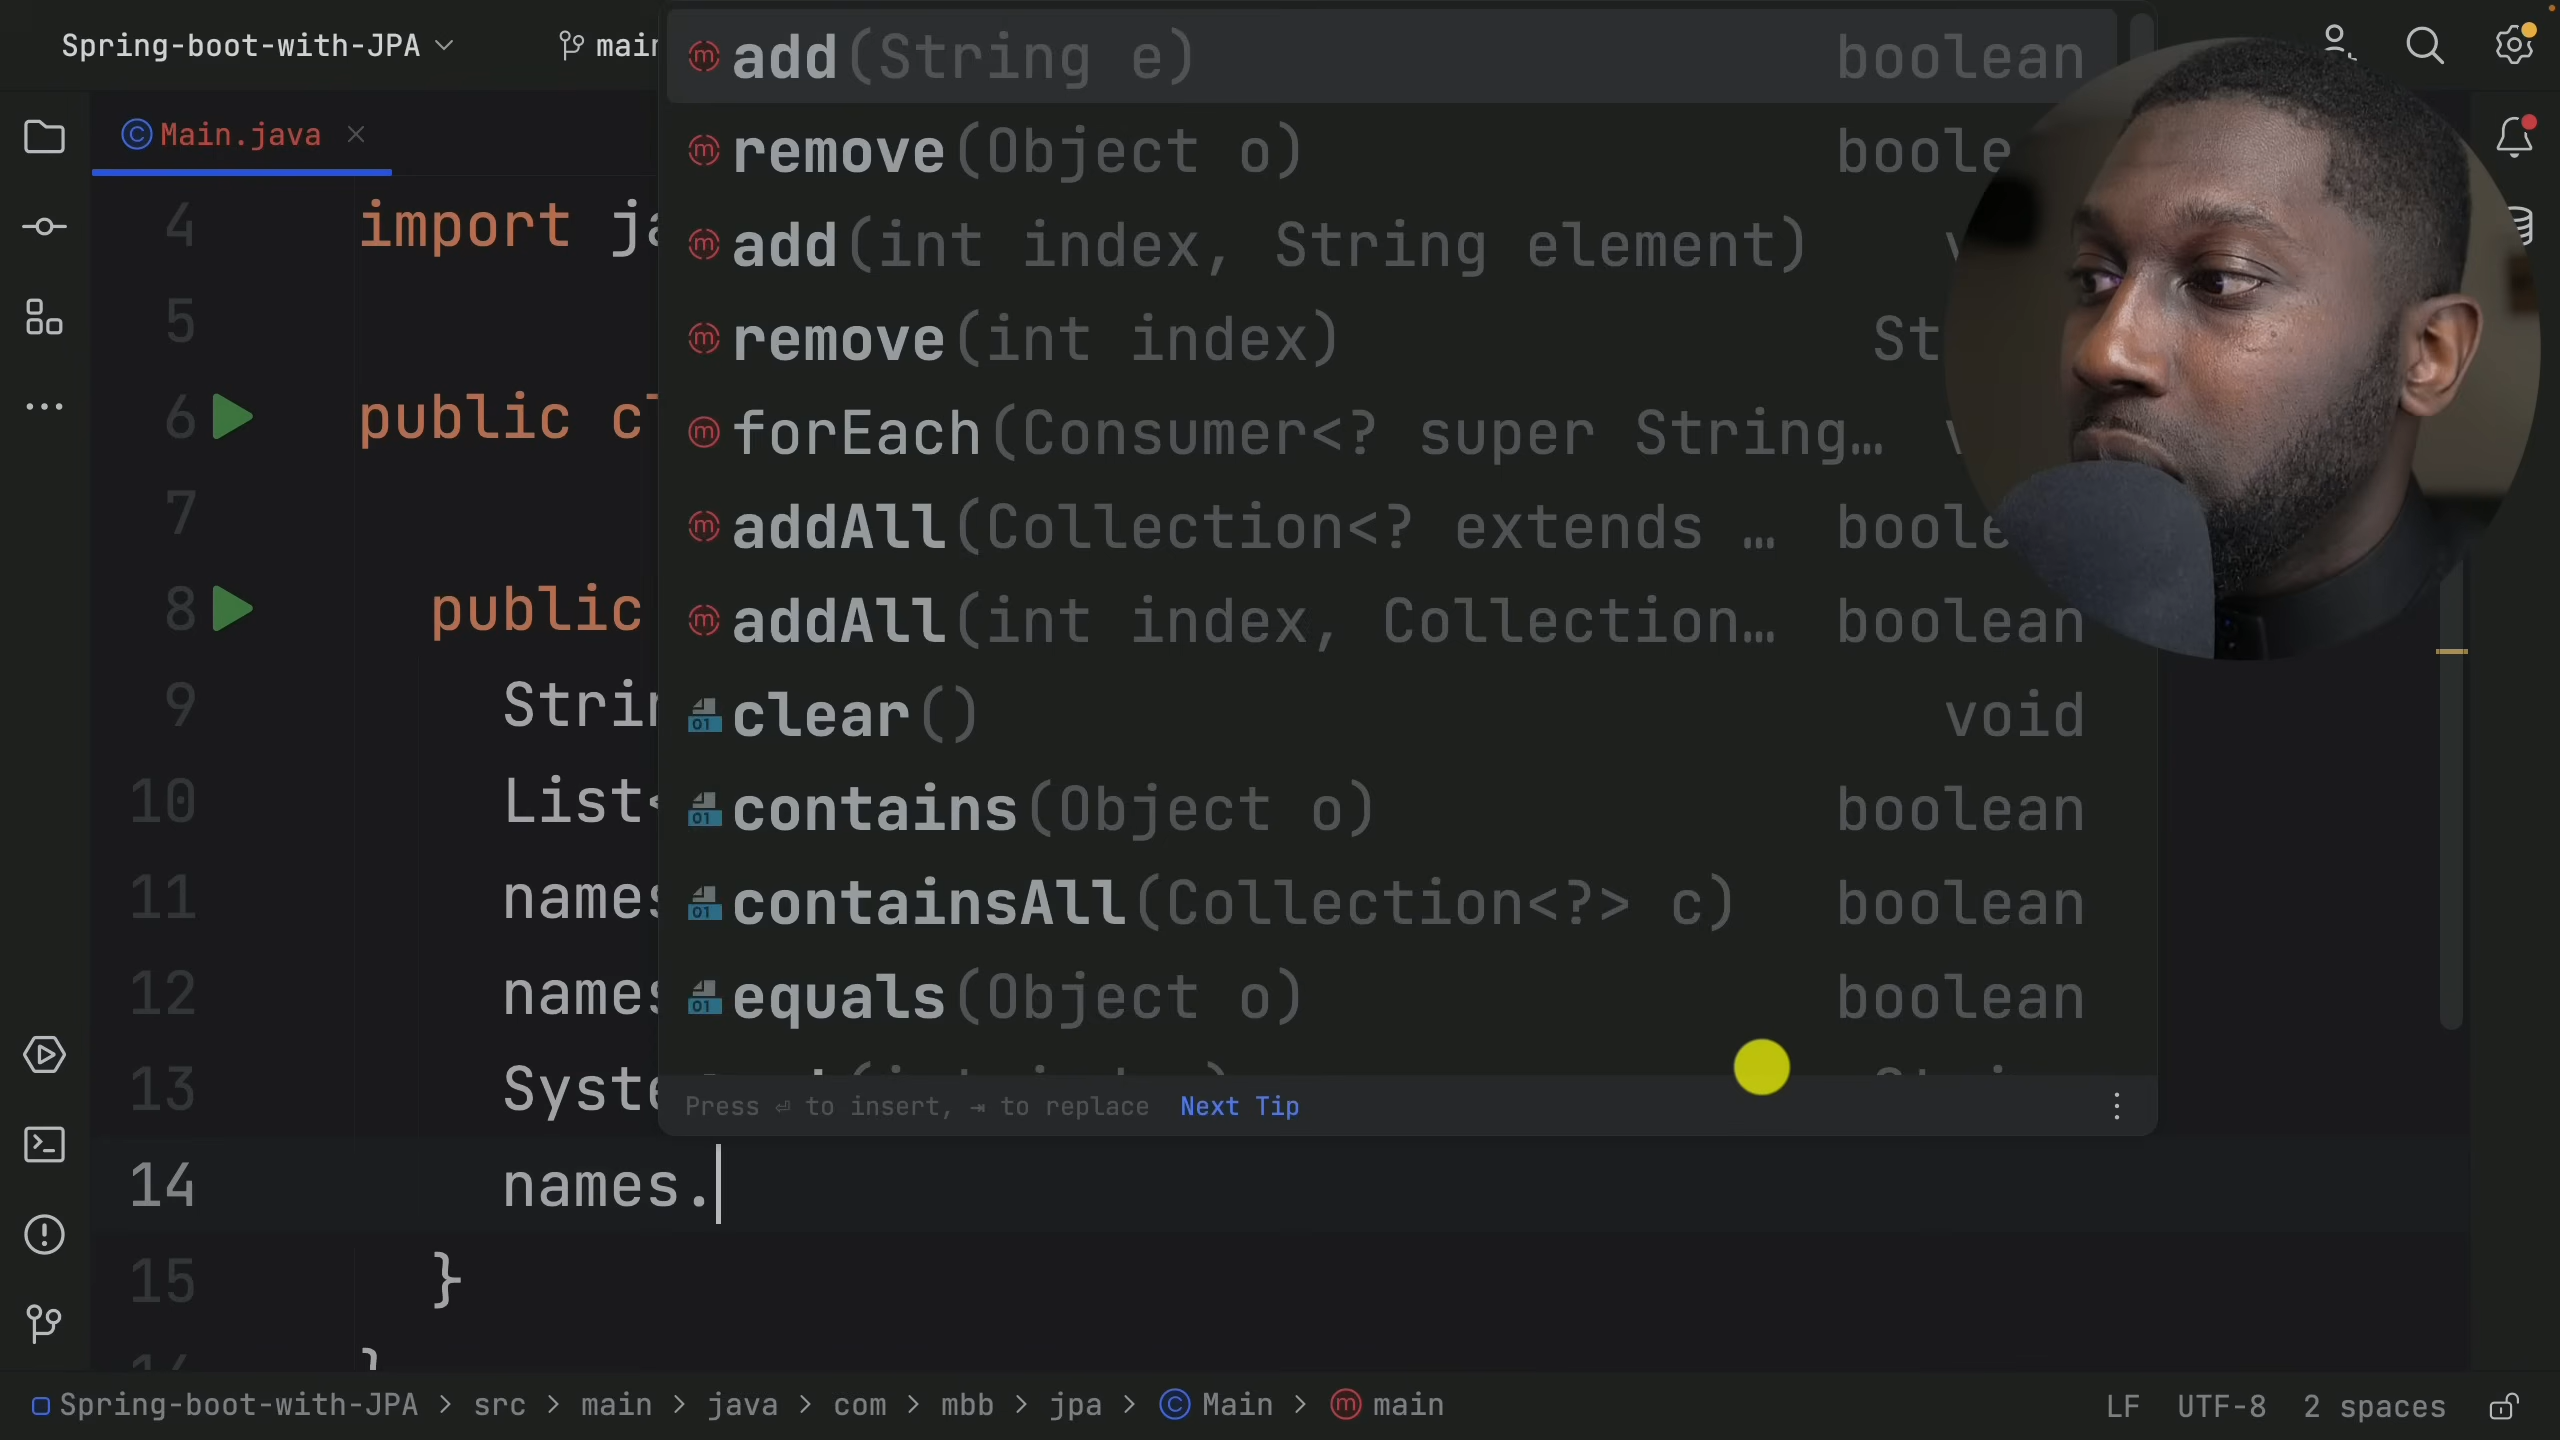 Spring-boot-with-JPA
main
Main.java
4 import ja
5
6 public cl
7
8 public
9 Strin
10 List<
11 names
12 names
13 Syste
14 names.
15 }
}
add(String e) boolean
remove(Object o) boole
add(int index, String element) v
remove(int index) St
forEach(Consumer<? super String… v
addAll(Collection<? extends … boole
addAll(int index, Collection… boolean
clear() void
contains(Object o) boolean
containsAll(Collection<?> c) boolean
equals(Object o) boolean
Press ⏎ to insert, ⇥ to replace Next Tip
Spring-boot-with-JPA > src > main > java > com > mbb > jpa > Main > main
LF UTF-8 2 spaces